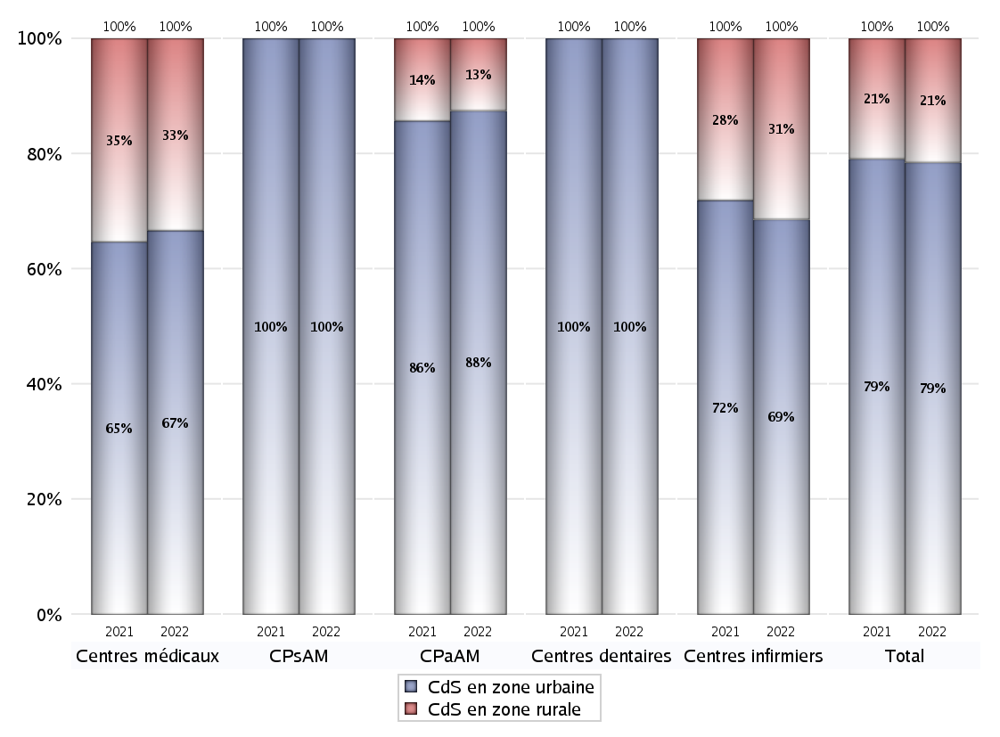 100% 100% 100% 100% 100% 100% 100% 100% 100% 100% 100% 100%
100%
14% 13%
21% 21%
28% 31%
35% 33%
80%
60%
100% 100% 100% 100%
86% 88%
40%
79% 79%
72% 69%
65% 67%
20%
0%
2021 2022 2021 2022 2021 2022 2021 2022 2021 2022 2021 2022
Centres médicaux CPsAM CPaAM Centres dentaires Centres infirmiers Total
CdS en zone urbaine
CdS en zone rurale